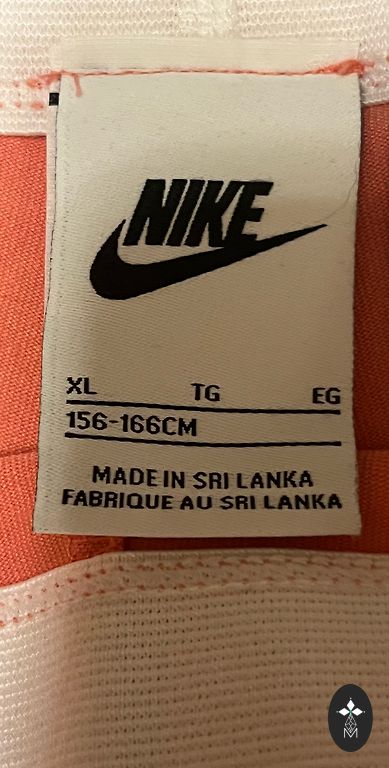 NIKE
XL TG EG
156-166CM
MADE IN SRI LANKA
FABRIQUE AU SRI LANKA